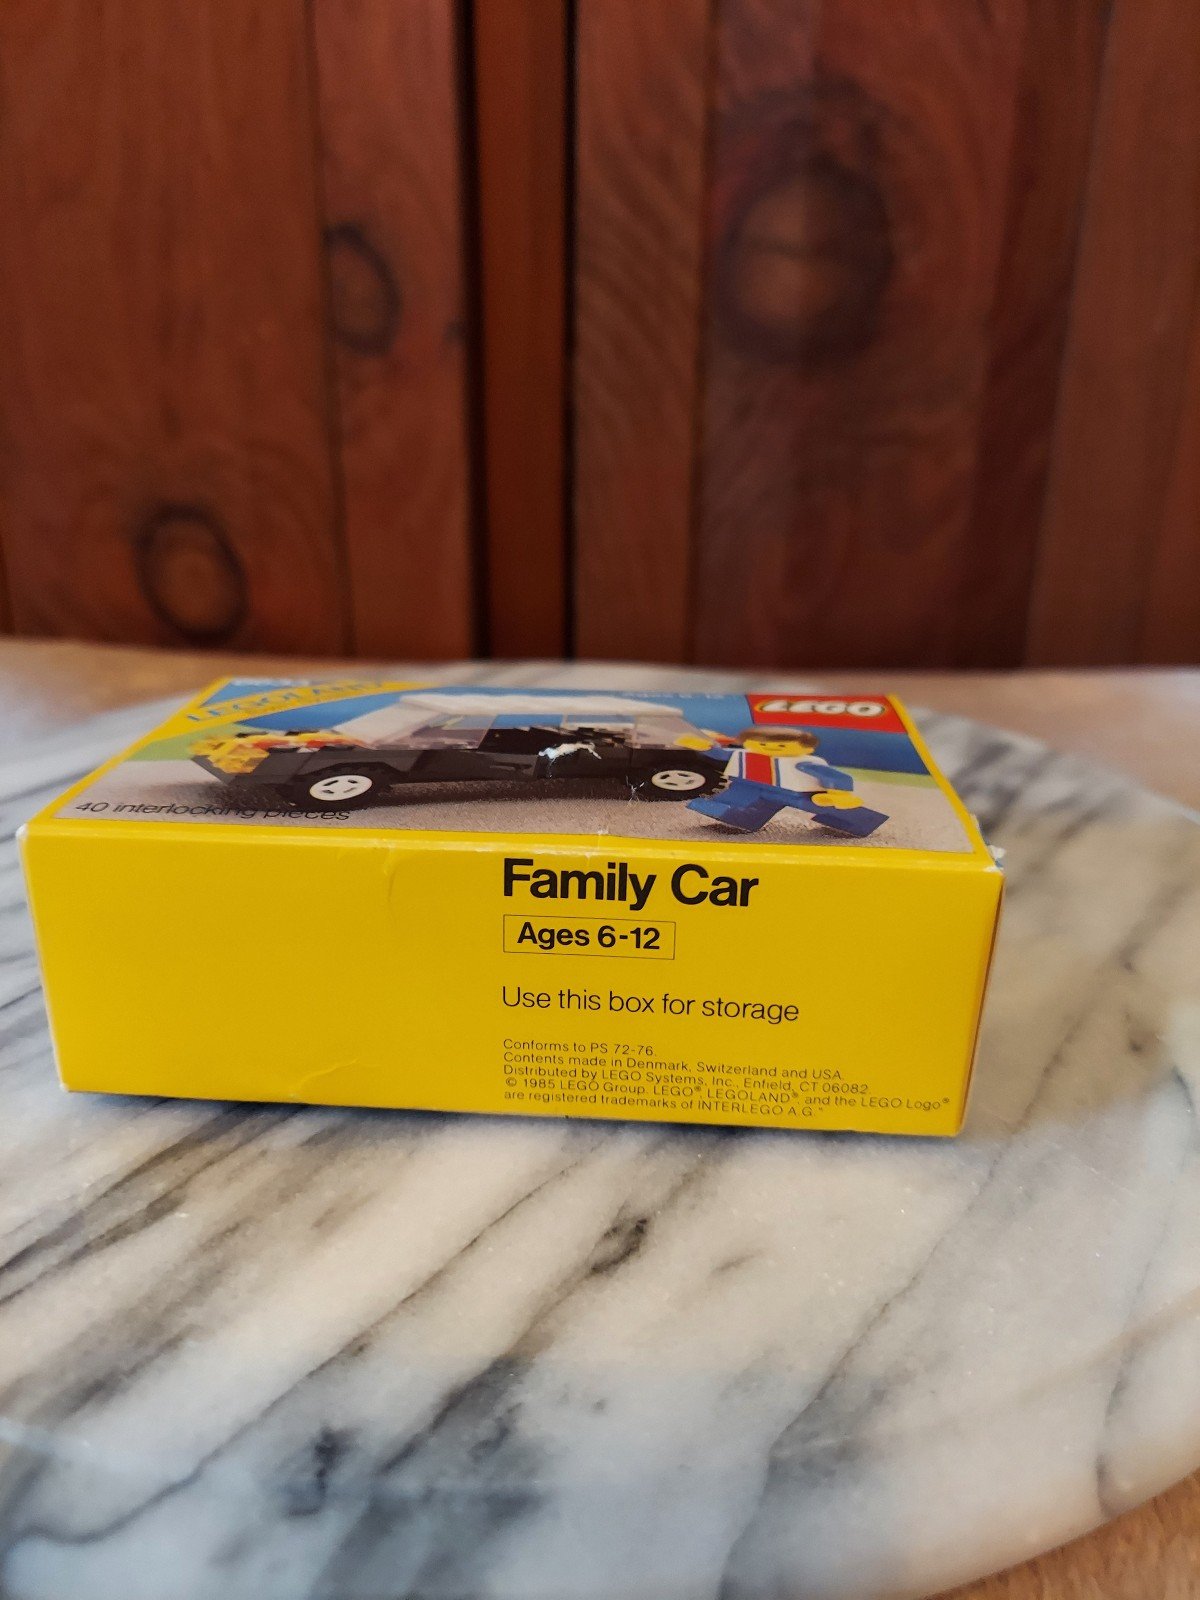 LEGOLAND
LEGO
40 interlocking pieces
Family Car
Ages 6-12
Use this box for storage
Conforms to PS 72-76.
Contents made in Denmark, Switzerland and USA.
Distributed by LEGO Systems, Inc., Enfield, CT 06082
© 1985 LEGO Group. LEGO®, LEGOLAND®, and the LEGO Logo®
are registered trademarks of INTERLEGO A.G."